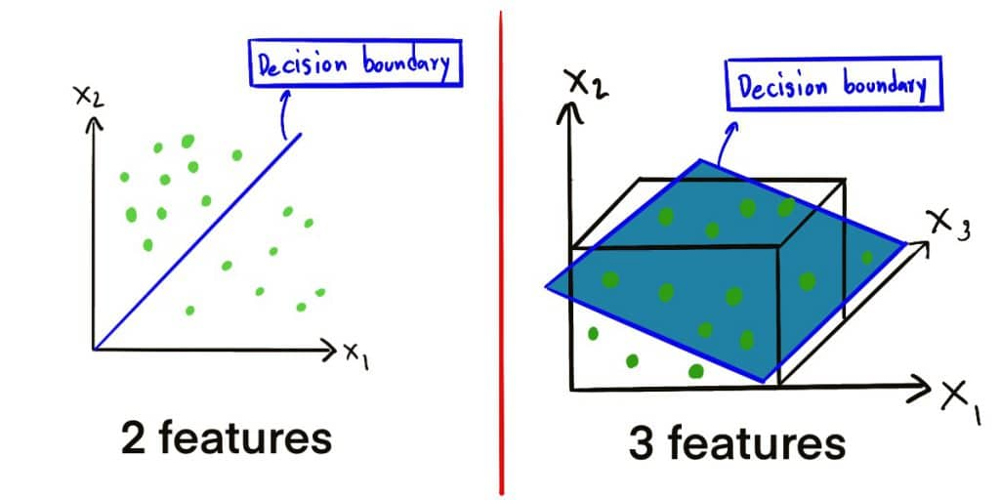 Decision boundary
X2
X1
2 features
Decision boundary
X2
X3
X1
3 features